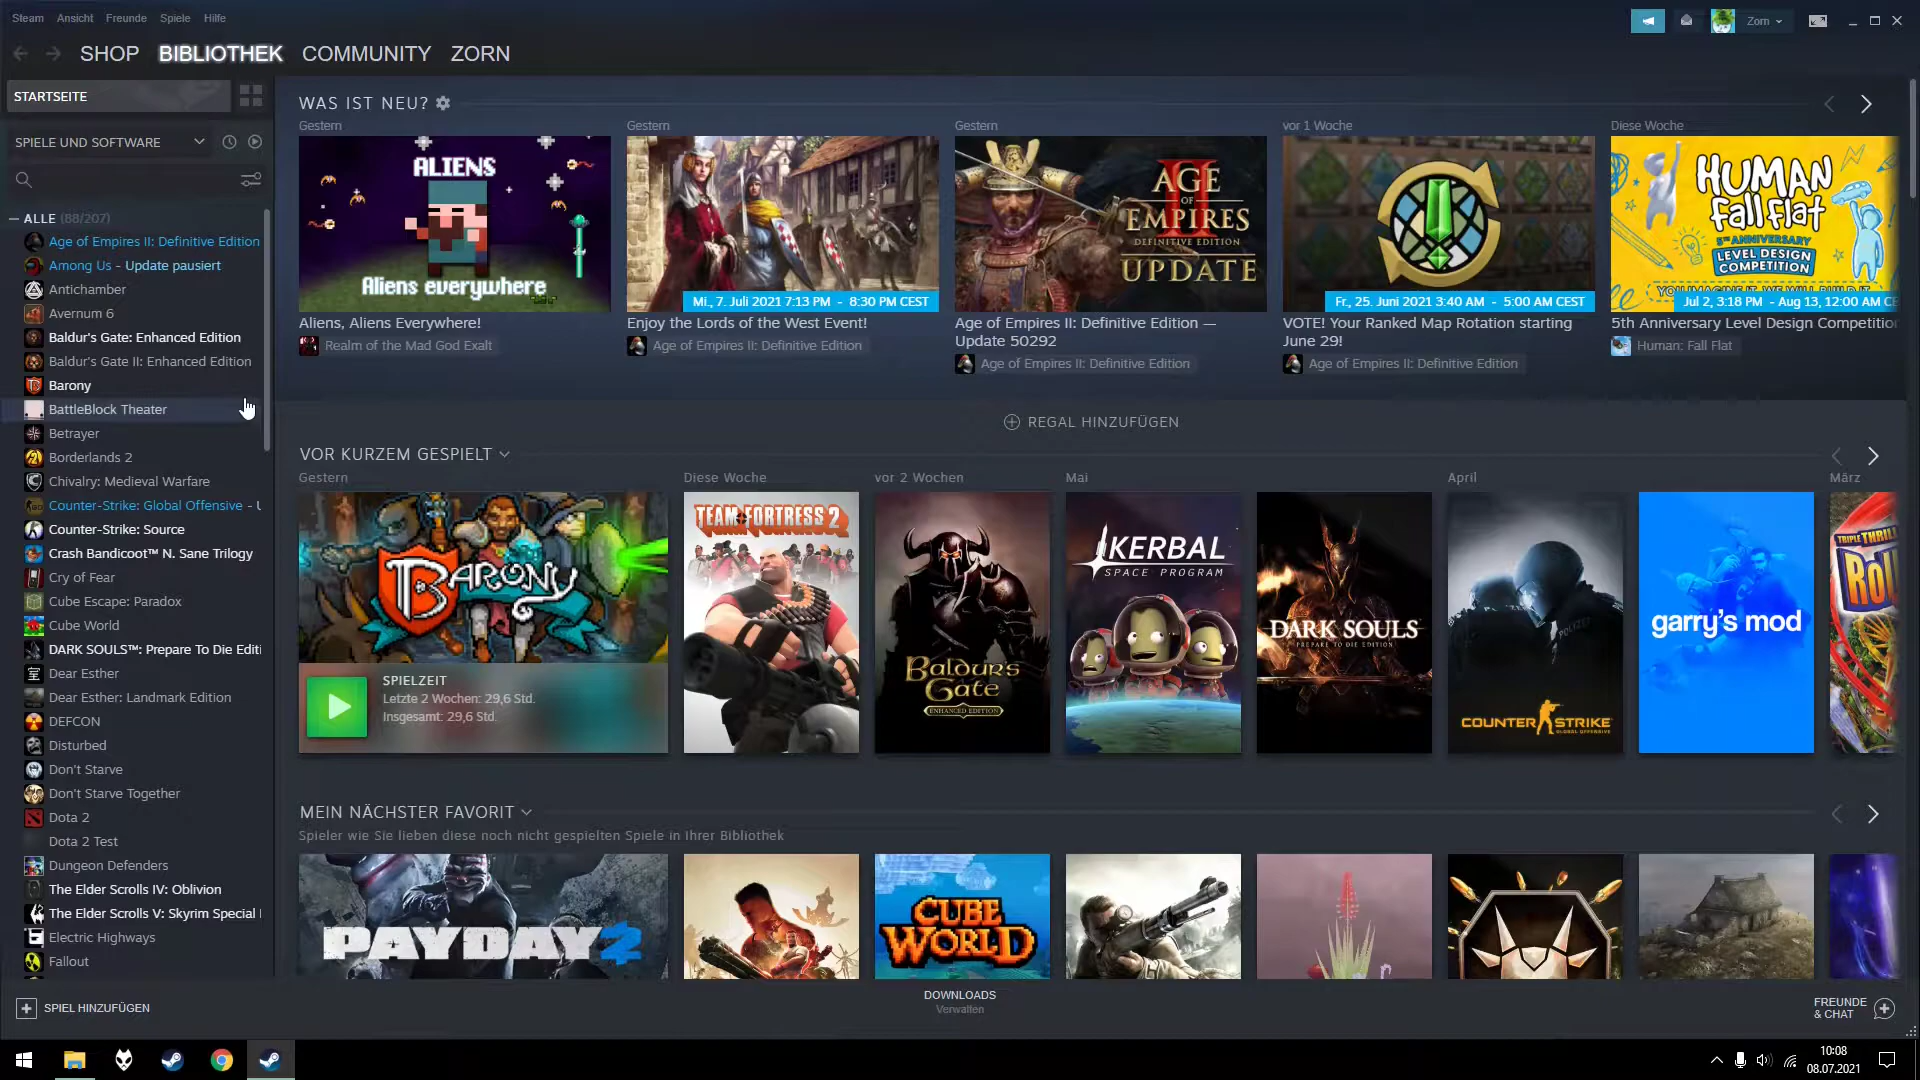 Steam Ansicht Freunde Spiele Hilfe
Zorn
SHOP BIBLIOTHEK COMMUNITY ZORN
STARTSEITE
SPIELE UND SOFTWARE
ALLE (88/207)
Age of Empires II: Definitive Edition
Among Us - Update pausiert
Antichamber
Avernum 6
Baldur's Gate: Enhanced Edition
Baldur's Gate II: Enhanced Edition
Barony
BattleBlock Theater
Betrayer
Borderlands 2
Chivalry: Medieval Warfare
Counter-Strike: Global Offensive - U
Counter-Strike: Source
Crash Bandicoot™ N. Sane Trilogy
Cry of Fear
Cube Escape: Paradox
Cube World
DARK SOULS™: Prepare To Die Editi
Dear Esther
Dear Esther: Landmark Edition
DEFCON
Disturbed
Don't Starve
Don't Starve Together
Dota 2
Dota 2 Test
Dungeon Defenders
The Elder Scrolls IV: Oblivion
The Elder Scrolls V: Skyrim Special
Electric Highways
Fallout
SPIEL HINZUFÜGEN
WAS IST NEU?
Gestern
ALIENS
Aliens everywhere
Aliens, Aliens Everywhere!
Realm of the Mad God Exalt
Gestern
Mi., 7. Juli 2021 7:13 PM - 8:30 PM CEST
Enjoy the Lords of the West Event!
Age of Empires II: Definitive Edition
Gestern
AGE
OF
EMPIRES
II
DEFINITIVE EDITION
UPDATE
Age of Empires II: Definitive Edition —
Update 50292
Age of Empires II: Definitive Edition
vor 1 Woche
Fr., 25. Juni 2021 3:40 AM - 5:00 AM CEST
VOTE! Your Ranked Map Rotation starting
June 29!
Age of Empires II: Definitive Edition
Diese Woche
HUMAN
fall flat
5TH ANNIVERSARY
LEVEL DESIGN
COMPETITION
Jul 2, 3:18 PM - Aug 13, 12:00 AM CE
5th Anniversary Level Design Competition
Human: Fall Flat
REGAL HINZUFÜGEN
VOR KURZEM GESPIELT
Gestern
BARONY
SPIELZEIT
Letzte 2 Wochen: 29,6 Std.
Insgesamt: 29,6 Std.
Diese Woche
TEAM FORTRESS 2
vor 2 Wochen
Baldur's
Gate
ENHANCED EDITION
Mai
KERBAL
SPACE PROGRAM
DARK SOULS
PREPARE TO DIE EDITION
April
POLIZEI
COUNTER STRIKE
GLOBAL OFFENSIVE
garry's mod
März
TRIPLE THRILL
MEIN NÄCHSTER FAVORIT
Spieler wie Sie lieben diese noch nicht gespielten Spiele in Ihrer Bibliothek
PAYDAY 2
CUBE
WORLD
DOWNLOADS
Verwalten
FREUNDE
& CHAT
10:08
08.07.2021